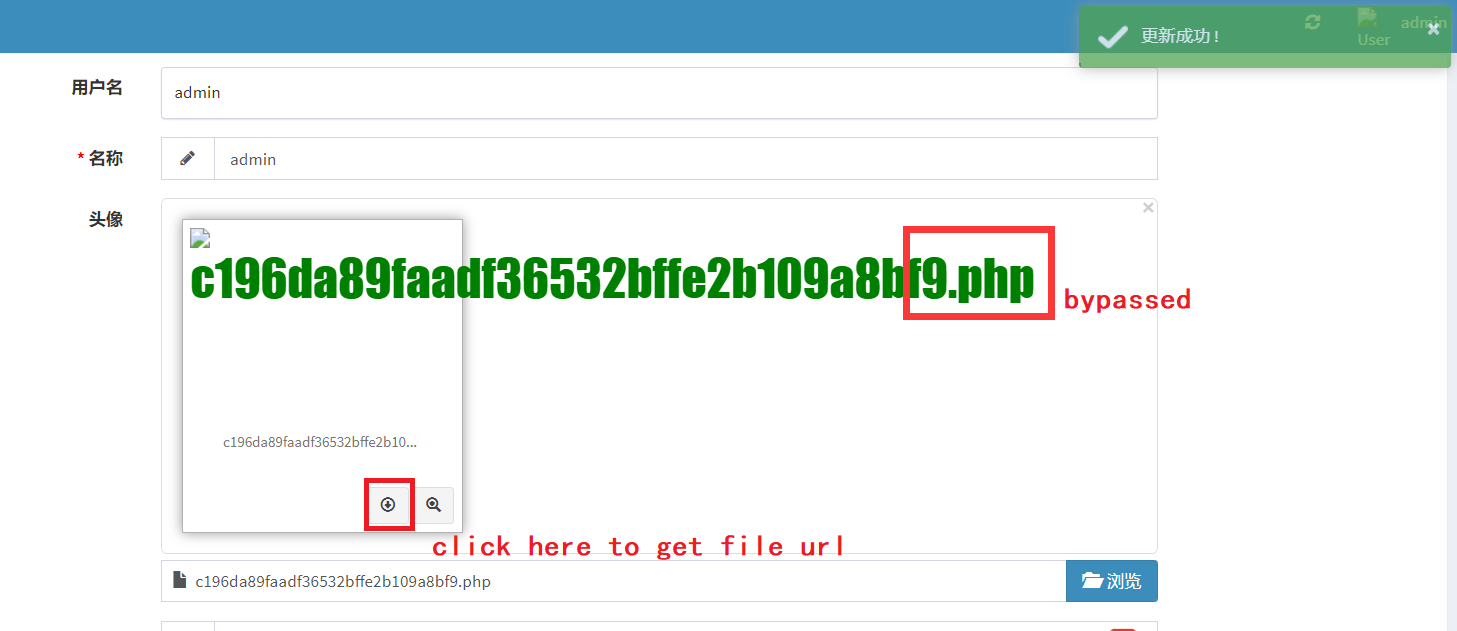 更新成功!
admin
User
用户名
admin
* 名称
admin
头像
c196da89faadf36532bffe2b109a8bf9.php
bypassed
c196da89faadf36532bffe2b10...
click here to get file url
c196da89faadf36532bffe2b109a8bf9.php
浏览